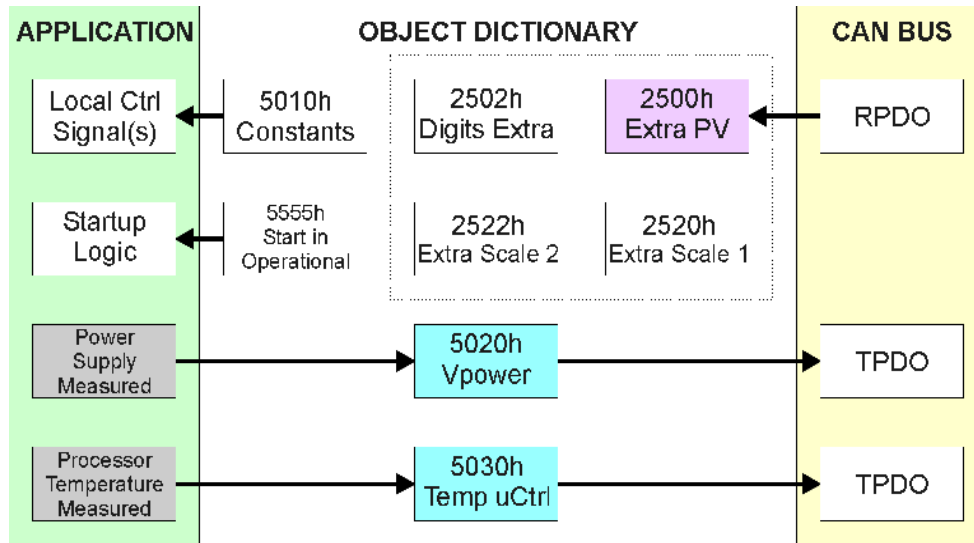 APPLICATION
OBJECT DICTIONARY
CAN BUS
Local Ctrl
Signal(s)
5010h
Constants
2502h
Digits Extra
2500h
Extra PV
RPDO
Startup
Logic
5555h
Start in
Operational
2522h
Extra Scale 2
2520h
Extra Scale 1
Power
Supply
Measured
5020h
Vpower
TPDO
Processor
Temperature
Measured
5030h
Temp uCtrl
TPDO